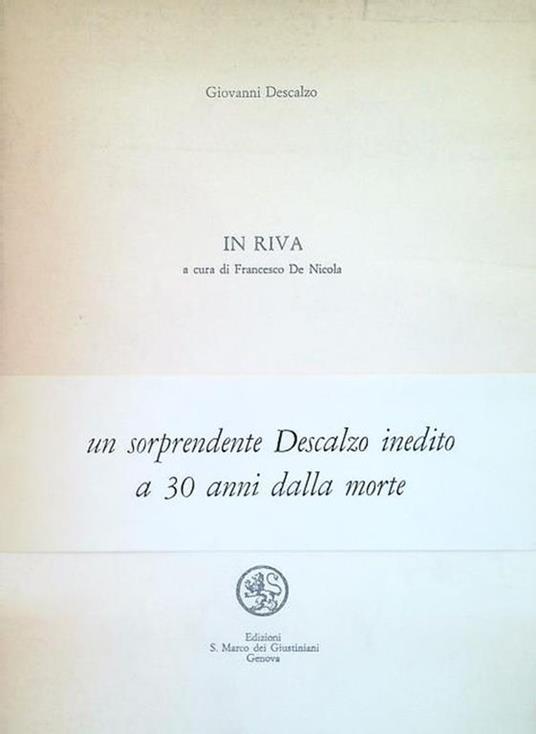 Giovanni Descalzo
IN RIVA
a cura di Francesco De Nicola
un sorprendente Descalzo inedito
a 30 anni dalla morte
Edizioni
S. Marco dei Giustiniani
Genova